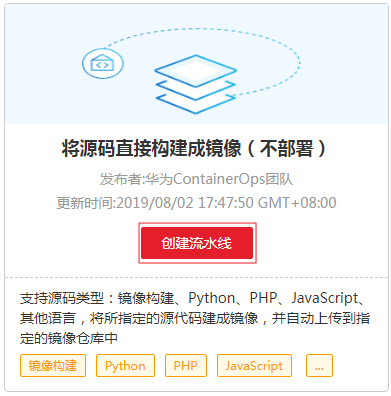 将源码直接构建成镜像（不部署）
发布者:华为ContainerOps团队
更新时间:2019/08/02 17:47:50 GMT+08:00
创建流水线
支持源码类型：镜像构建、Python、PHP、JavaScript、
其他语言，将所指定的源代码建成镜像，并自动上传到指
定的镜像仓库中
镜像构建 Python PHP JavaScript ...